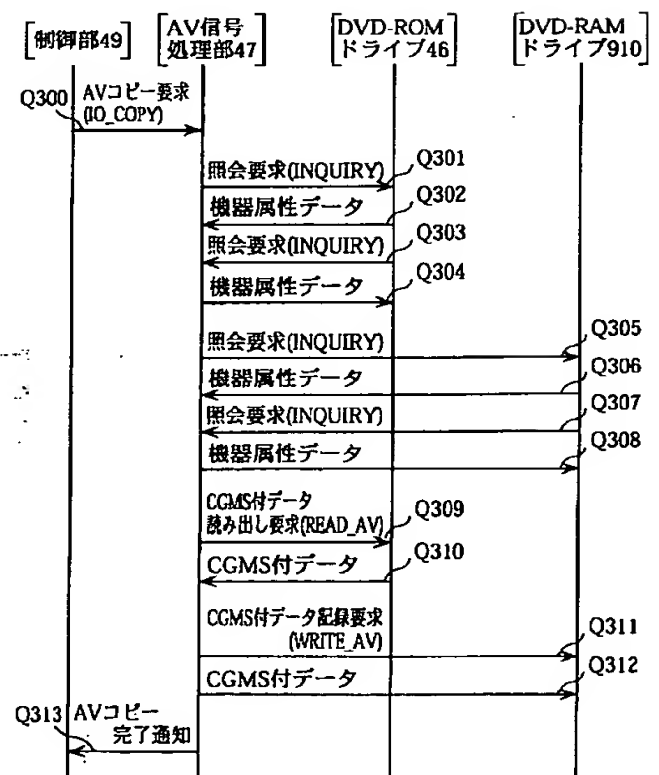 制御部49
AV信号
処理部47
DVD-ROM
ドライブ46
DVD-RAM
ドライブ910
Q300
AVコピー要求
(IO_COPY)
照会要求(INQUIRY)
Q301
機器属性データ
Q302
照会要求(INQUIRY)
Q303
機器属性データ
Q304
照会要求(INQUIRY)
Q305
機器属性データ
Q306
照会要求(INQUIRY)
Q307
機器属性データ
Q308
CGMS付データ
読み出し要求(READ_AV)
Q309
CGMS付データ
Q310
CGMS付データ記録要求
(WRITE_AV)
Q311
CGMS付データ
Q312
Q313
AVコピー
完了通知